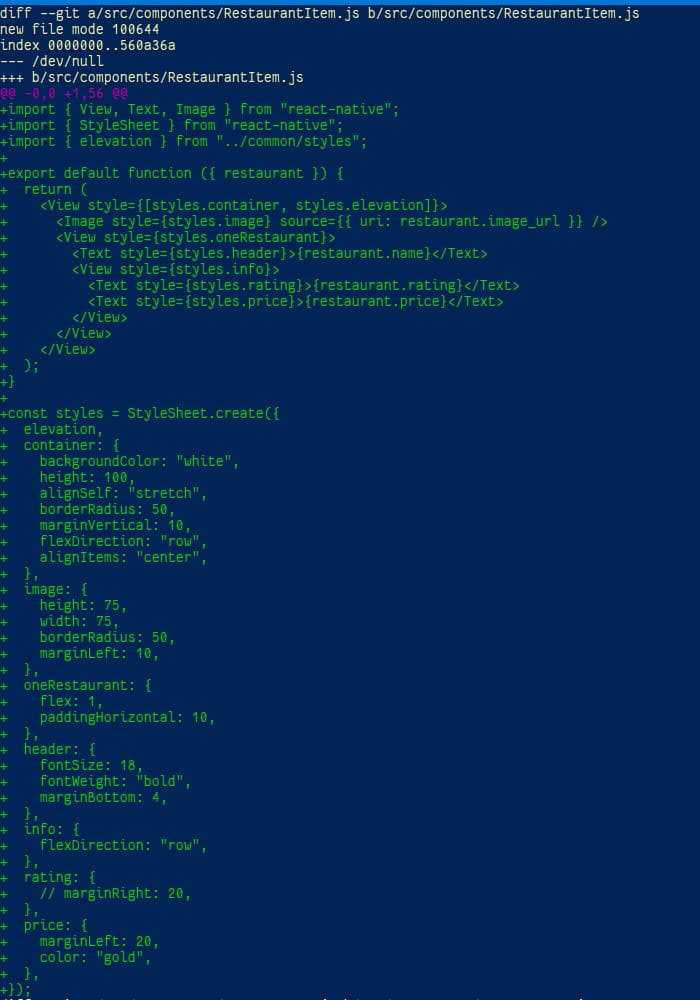 diff --git a/src/components/RestaurantItem.js b/src/components/RestaurantItem.js
new file mode 100644
index 0000000..560a36a
--- /dev/null
+++ b/src/components/RestaurantItem.js
@@ -0,0 +1,56 @@
+import { View, Text, Image } from "react-native";
+import { StyleSheet } from "react-native";
+import { elevation } from "../common/styles";
+
+export default function ({ restaurant }) {
+  return (
+    <View style={[styles.container, styles.elevation]}>
+      <Image style={styles.image} source={{ uri: restaurant.image_url }} />
+      <View style={styles.oneRestaurant}>
+        <Text style={styles.header}>{restaurant.name}</Text>
+        <View style={styles.info}>
+          <Text style={styles.rating}>{restaurant.rating}</Text>
+          <Text style={styles.price}>{restaurant.price}</Text>
+        </View>
+      </View>
+    </View>
+  );
+}
+
+const styles = StyleSheet.create({
+  elevation,
+  container: {
+    backgroundColor: "white",
+    height: 100,
+    alignSelf: "stretch",
+    borderRadius: 50,
+    marginVertical: 10,
+    flexDirection: "row",
+    alignItems: "center",
+  },
+  image: {
+    height: 75,
+    width: 75,
+    borderRadius: 50,
+    marginLeft: 10,
+  },
+  oneRestaurant: {
+    flex: 1,
+    paddingHorizontal: 10,
+  },
+  header: {
+    fontSize: 18,
+    fontWeight: "bold",
+    marginBottom: 4,
+  },
+  info: {
+    flexDirection: "row",
+  },
+  rating: {
+    // marginRight: 20,
+  },
+  price: {
+    marginLeft: 20,
+    color: "gold",
+  },
+});